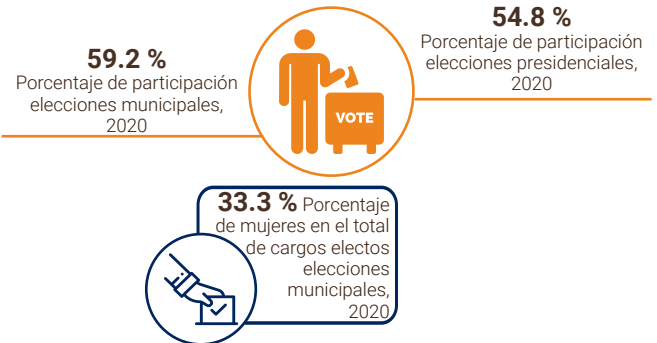 59.2 %
Porcentaje de participación
elecciones municipales,
2020
54.8 %
Porcentaje de participación
elecciones presidenciales,
2020
VOTE
33.3 % Porcentaje
de mujeres en el total
de cargos electos
elecciones
municipales,
2020